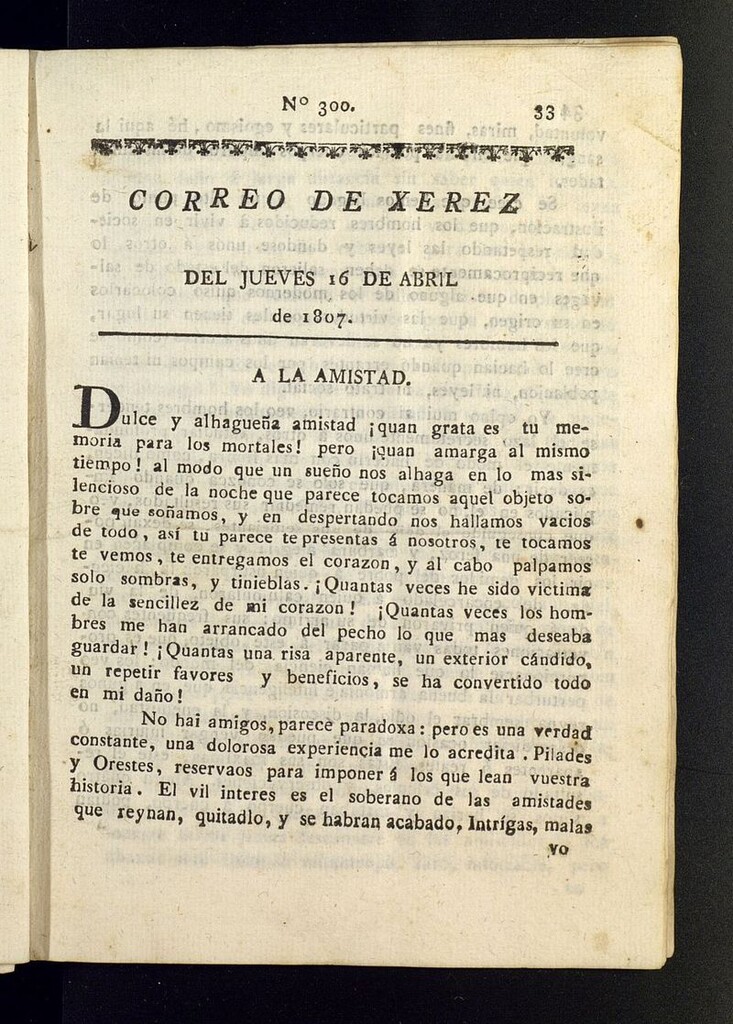 Nº 300.
33
CORREO DE XEREZ
DEL JUEVES 16 DE ABRIL
de 1807.
A LA AMISTAD.
Dulce y alhagueña amistad ¡quan grata es tu me-
moria para los mortales! pero ¡quan amarga al mismo
tiempo! al modo que un sueño nos alhaga en lo mas si-
lencioso de la noche que parece tocamos aquel objeto so-
bre que soñamos, y en despertando nos hallamos vacios
de todo, así tu parece te presentas á nosotros, te tocamos
te vemos, te entregamos el corazon, y al cabo palpamos
solo sombras, y tinieblas. ¡Quantas veces he sido victima
de la sencillez de mi corazon! ¡Quantas veces los hom-
bres me han arrancado del pecho lo que mas deseaba
guardar! ¡Quantas una risa aparente, un exterior cándido,
un repetir favores y beneficios, se ha convertido todo
en mi daño!
No hai amigos, parece paradoxa: pero es una verdad
constante, una dolorosa experiencia me lo acredita. Pilades
y Orestes, reservaos para imponer á los que lean vuestra
historia. El vil interes es el soberano de las amistades
que reynan, quitadlo, y se habran acabado, Intrígas, malas
vo